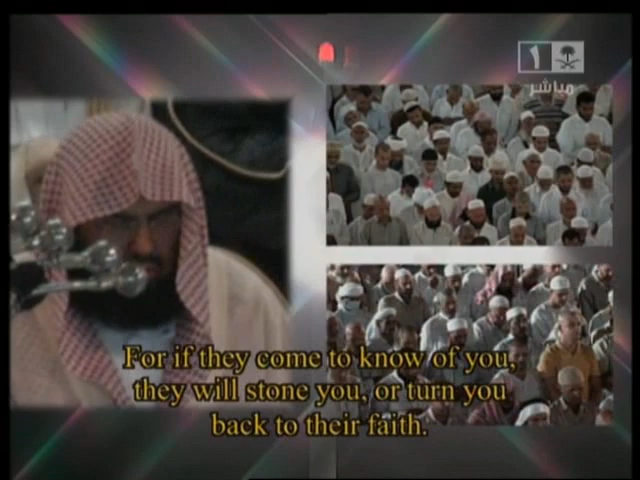 ١
مباشر
For if they come to know of you,
they will stone you, or turn you
back to their faith.